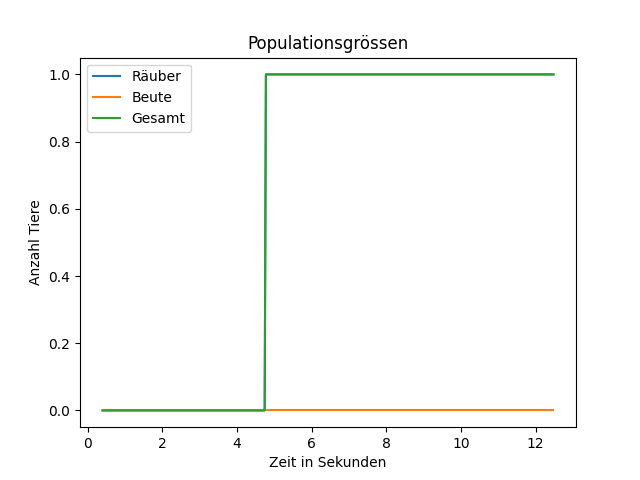 Populationsgrössen
Räuber
Beute
Gesamt
Anzahl Tiere
1.0
0.8
0.6
0.4
0.2
0.0
0 2 4 6 8 10 12
Zeit in Sekunden